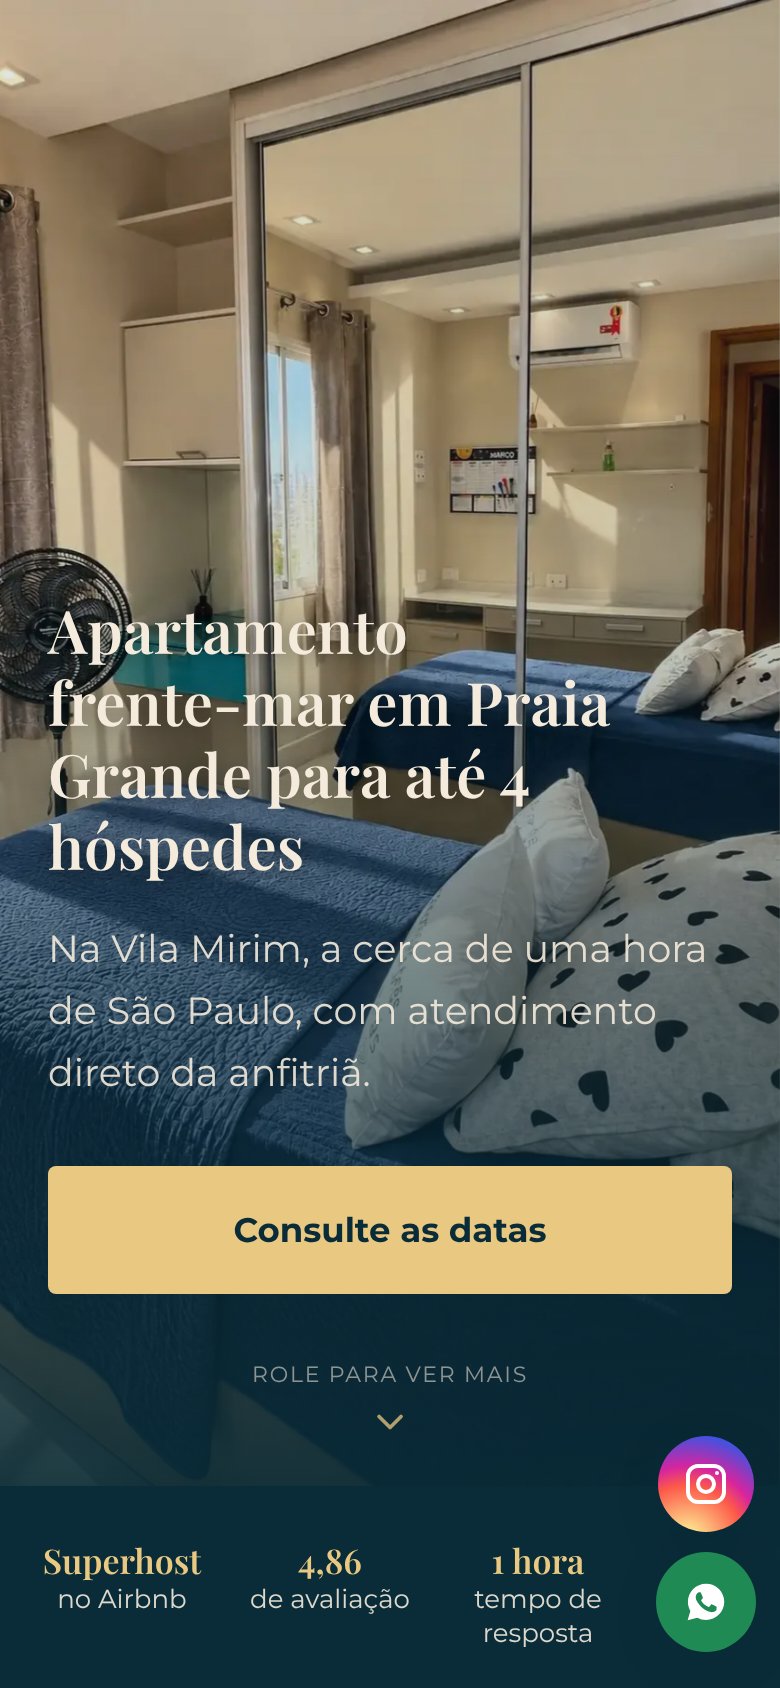 MARÇO
Apartamento
frente-mar em Praia
Grande para até 4
hóspedes
Na Vila Mirim, a cerca de uma hora
de São Paulo, com atendimento
direto da anfitriã.
Consulte as datas
ROLE PARA VER MAIS
Superhost
no Airbnb
4,86
de avaliação
1 hora
tempo de
resposta